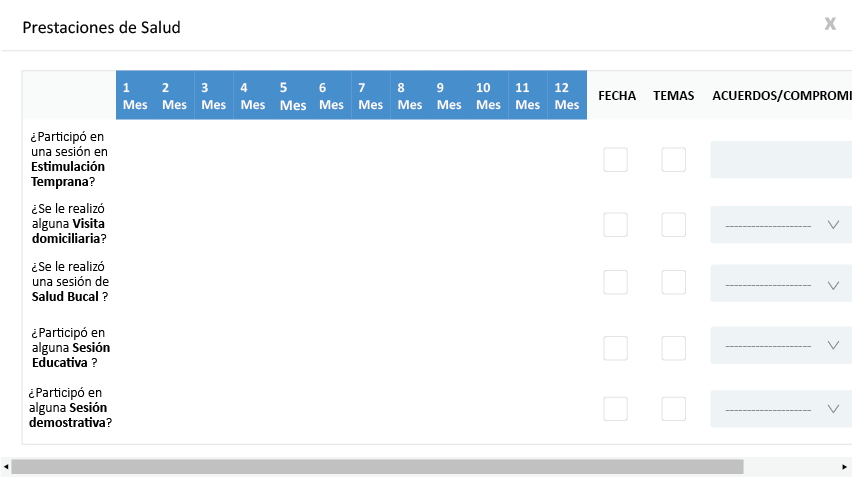 Prestaciones de Salud
X
1 2 3 4 5 6 7 8 9 10 11 12
Mes Mes Mes Mes Mes Mes Mes Mes Mes Mes Mes Mes
FECHA TEMAS ACUERDOS/COMPROMI
¿Participó en
una sesión en
Estimulación
Temprana?
¿Se le realizó
alguna Visita
domiciliaria?
--------------------
¿Se le realizó
una sesión de
Salud Bucal ?
--------------------
¿Participó en
alguna Sesión
Educativa ?
--------------------
¿Participó en
alguna Sesión
demostrativa?
--------------------